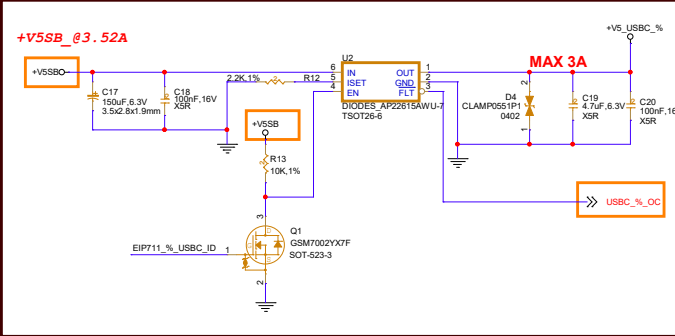 +V5SB_@3.52A
+V5_USBC_%
U2
MAX 3A
+V5SB
2.2K,1%
R12
6
5
4
IN
ISET
EN
OUT
GND
FLT
1
2
3
DIODES_AP22615AWU-7
TSOT26-6
C17
150uF,6.3V
3.5x2.8x1.9mm
C18
100nF,16V
X5R
D4
CLAMP0551P1
0402
2
1
C19
4.7uF,6.3V
X5R
C20
100nF,16
X5R
+V5SB
R13
10K,1%
USBC_%_OC
3
Q1
GSM7002YX7F
SOT-523-3
EIP711_%_USBC_ID
1
2